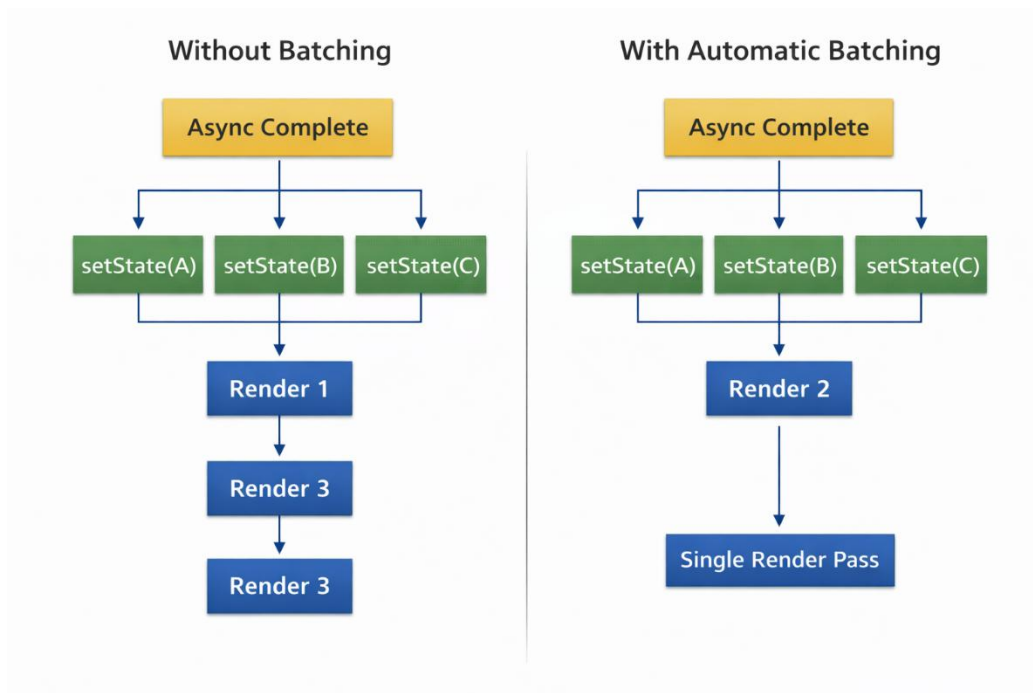 Without Batching
Async Complete
setState(A)
setState(B)
setState(C)
Render 1
Render 3
Render 3
With Automatic Batching
Async Complete
setState(A)
setState(B)
setState(C)
Render 2
Single Render Pass